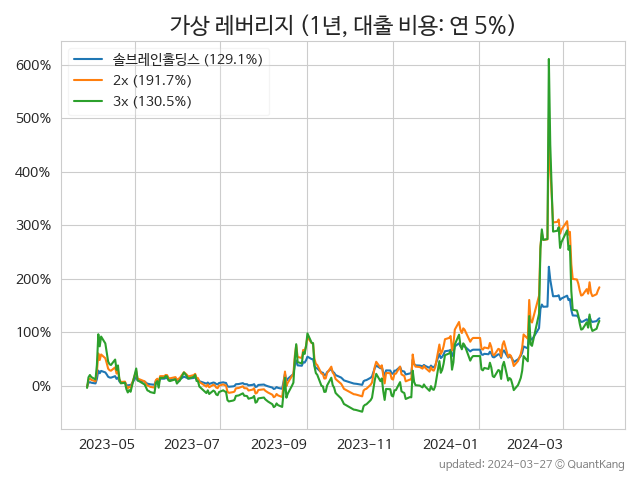 가상 레버리지 (1년, 대출 비용: 연 5%)
솔브레인홀딩스 (129.1%)
2x (191.7%)
3x (130.5%)
600%
500%
400%
300%
200%
100%
0%
2023-05 2023-07 2023-09 2023-11 2024-01 2024-03
updated: 2024-03-27 © QuantKang